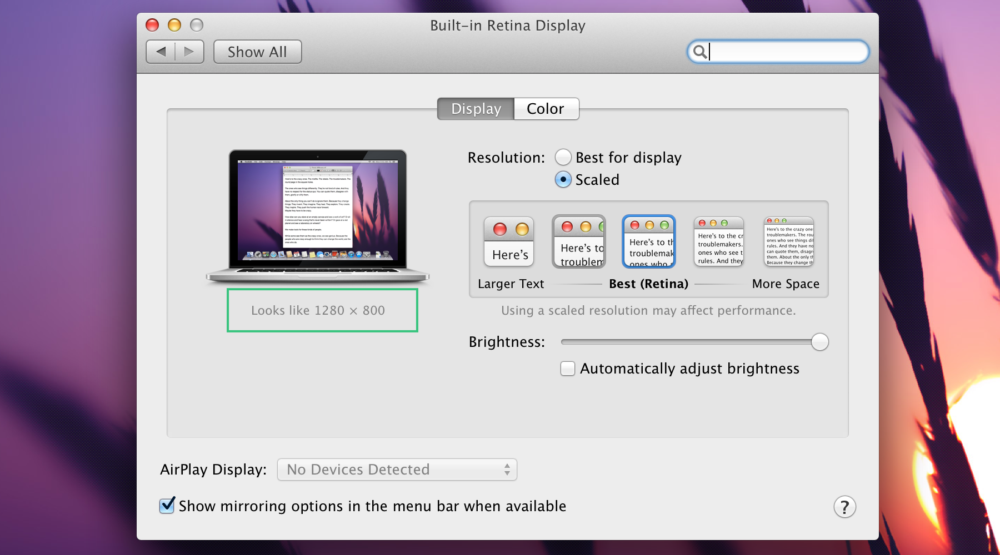 Built-in Retina Display
Show All
Display Color
Resolution: Best for display
Scaled
Here's
Here's to
troublem
Here's to th
troublemak
ones who
Here's to the cr
troublemakers.
ones who see t
rules. And they
Here's to the crazy one
troublemakers. The rou
ones who see things dif
rules. And they have no
can quote them, disagr
them. About the only th
Because they change th
Larger Text Best (Retina) More Space
Looks like 1280 × 800
Using a scaled resolution may affect performance.
Brightness:
Automatically adjust brightness
AirPlay Display: No Devices Detected
Show mirroring options in the menu bar when available
?